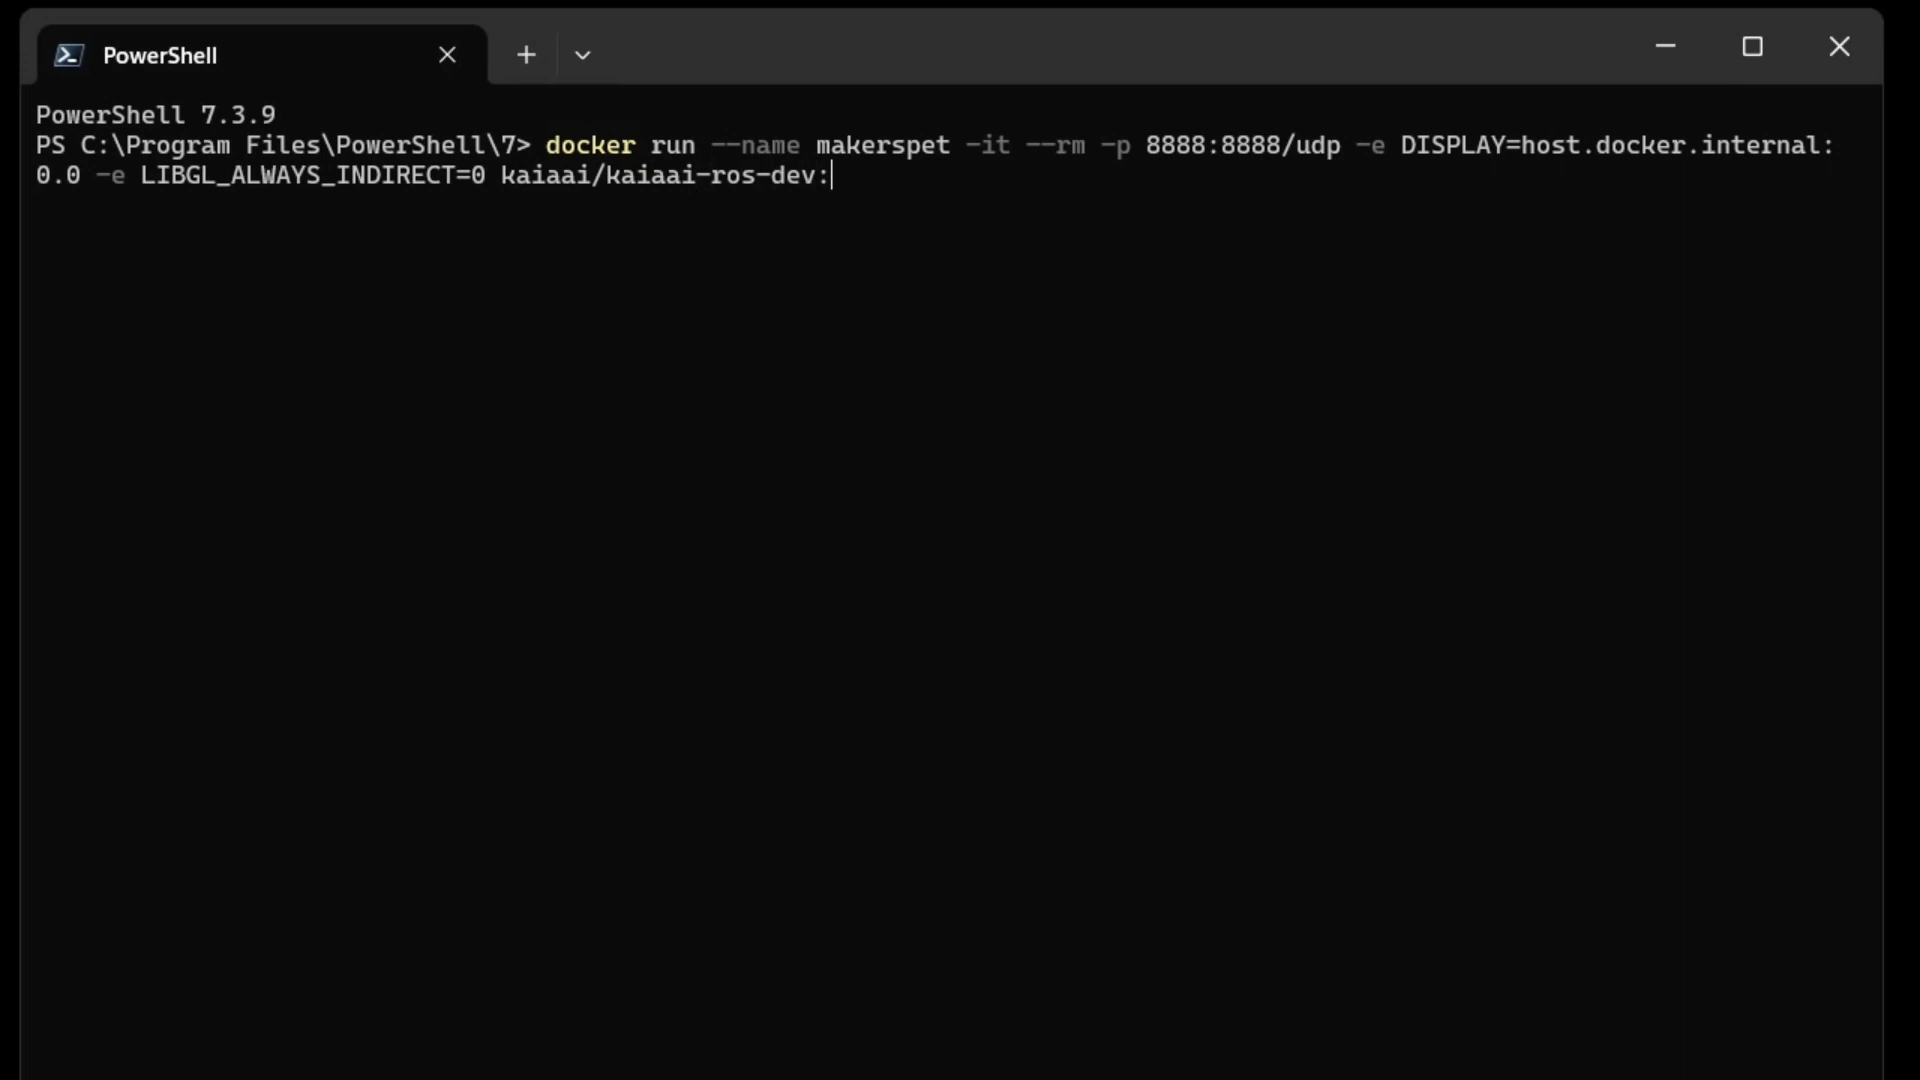 PowerShell
PowerShell 7.3.9
PS C:\Program Files\PowerShell\7> docker run --name makerspet -it --rm -p 8888:8888/udp -e DISPLAY=host.docker.internal:
0.0 -e LIBGL_ALWAYS_INDIRECT=0 kaiaai/kaiaai-ros-dev: